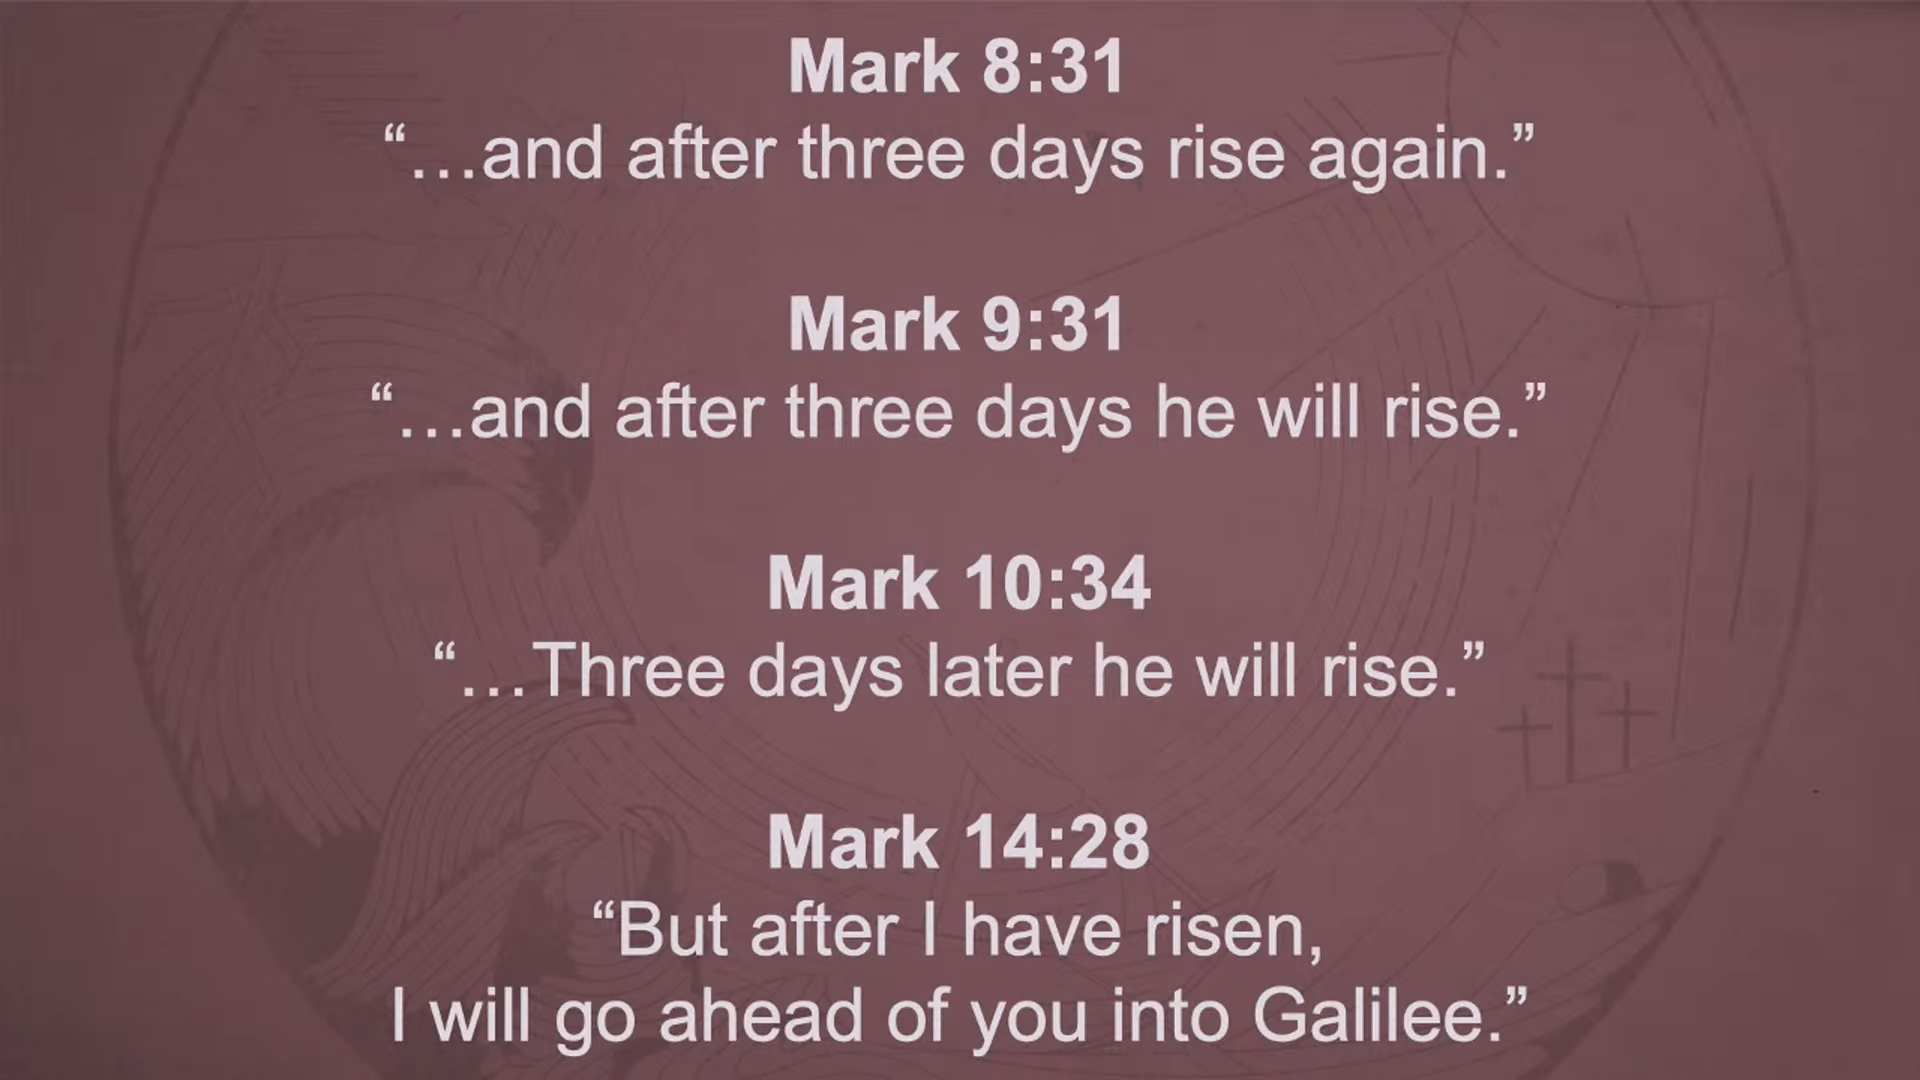 Mark 8:31
“…and after three days rise again.”
Mark 9:31
“…and after three days he will rise.”
Mark 10:34
“…Three days later he will rise.”
Mark 14:28
“But after I have risen,
I will go ahead of you into Galilee.”